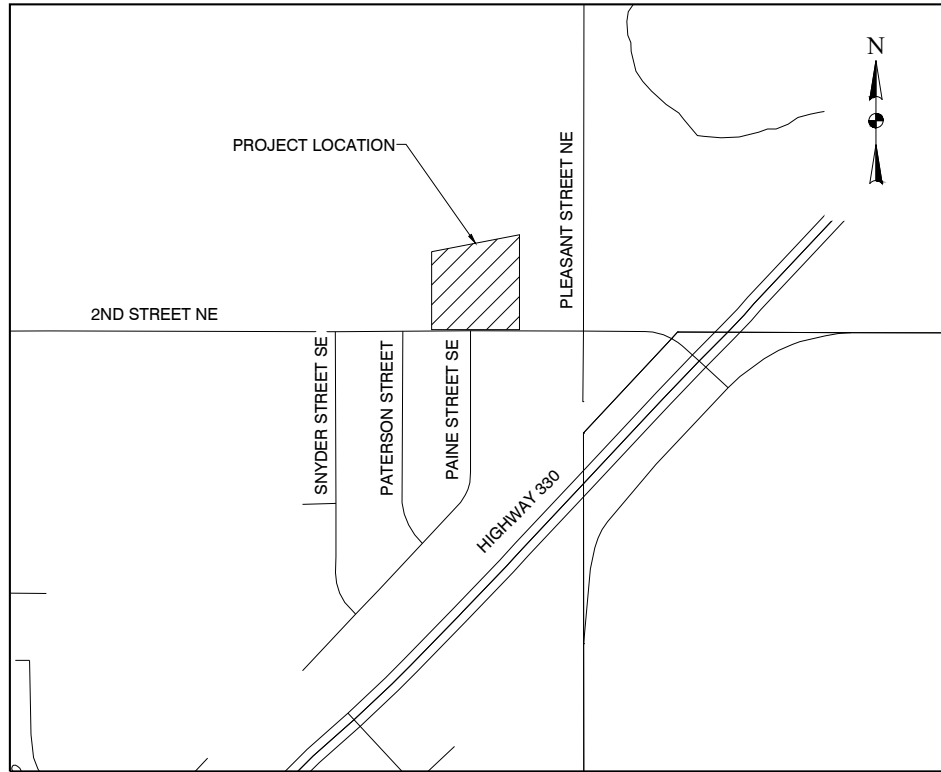 N
PROJECT LOCATION
PLEASANT STREET NE
2ND STREET NE
SNYDER STREET SE
PATERSON STREET
PAINE STREET SE
HIGHWAY 330